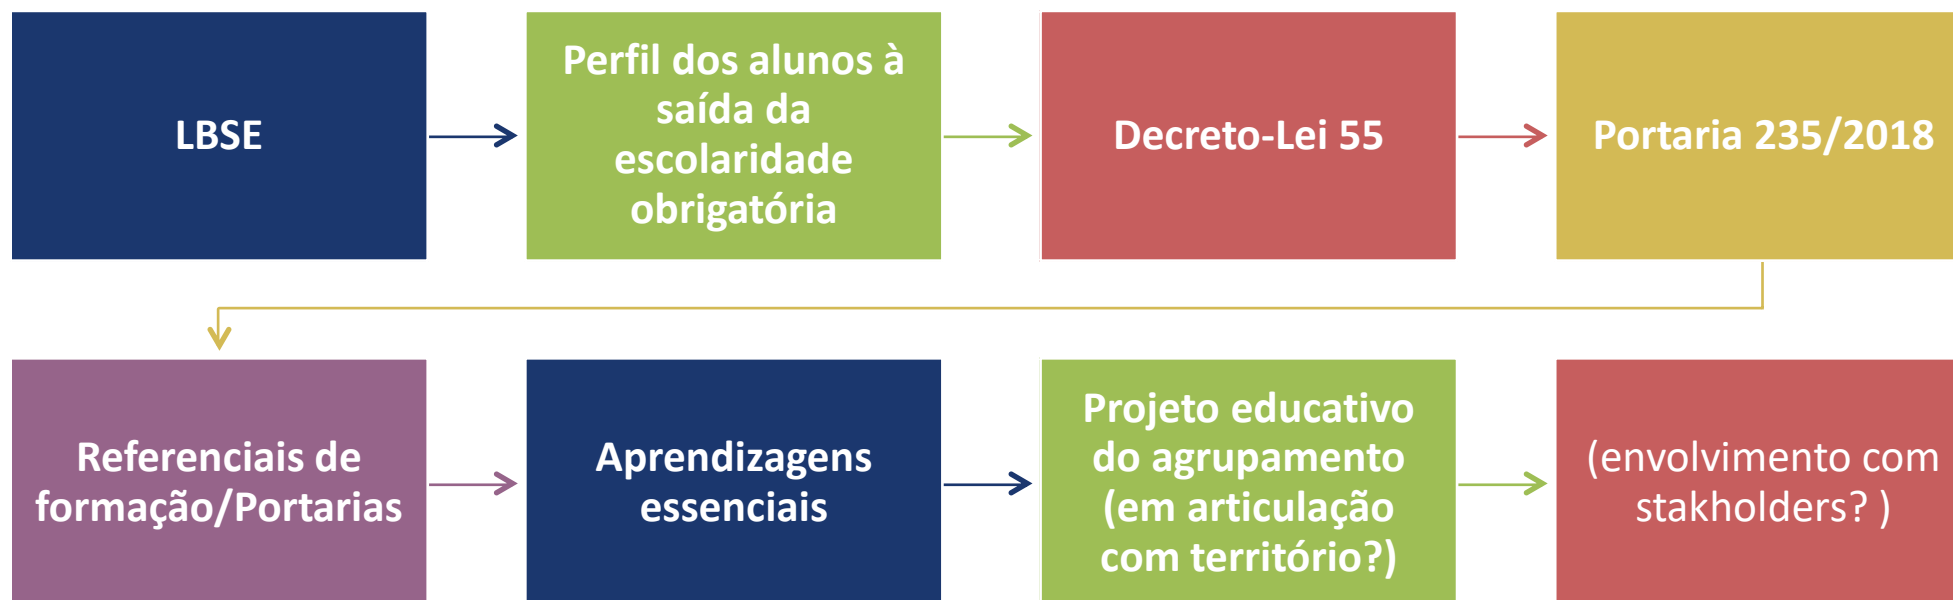 LBSE
Perfil dos alunos à
saída da
escolaridade
obrigatória
Decreto-Lei 55
Portaria 235/2018
Referenciais de
formação/Portarias
Aprendizagens
essenciais
Projeto educativo
do agrupamento
(em articulação
com território?)
(envolvimento com
stakholders? )